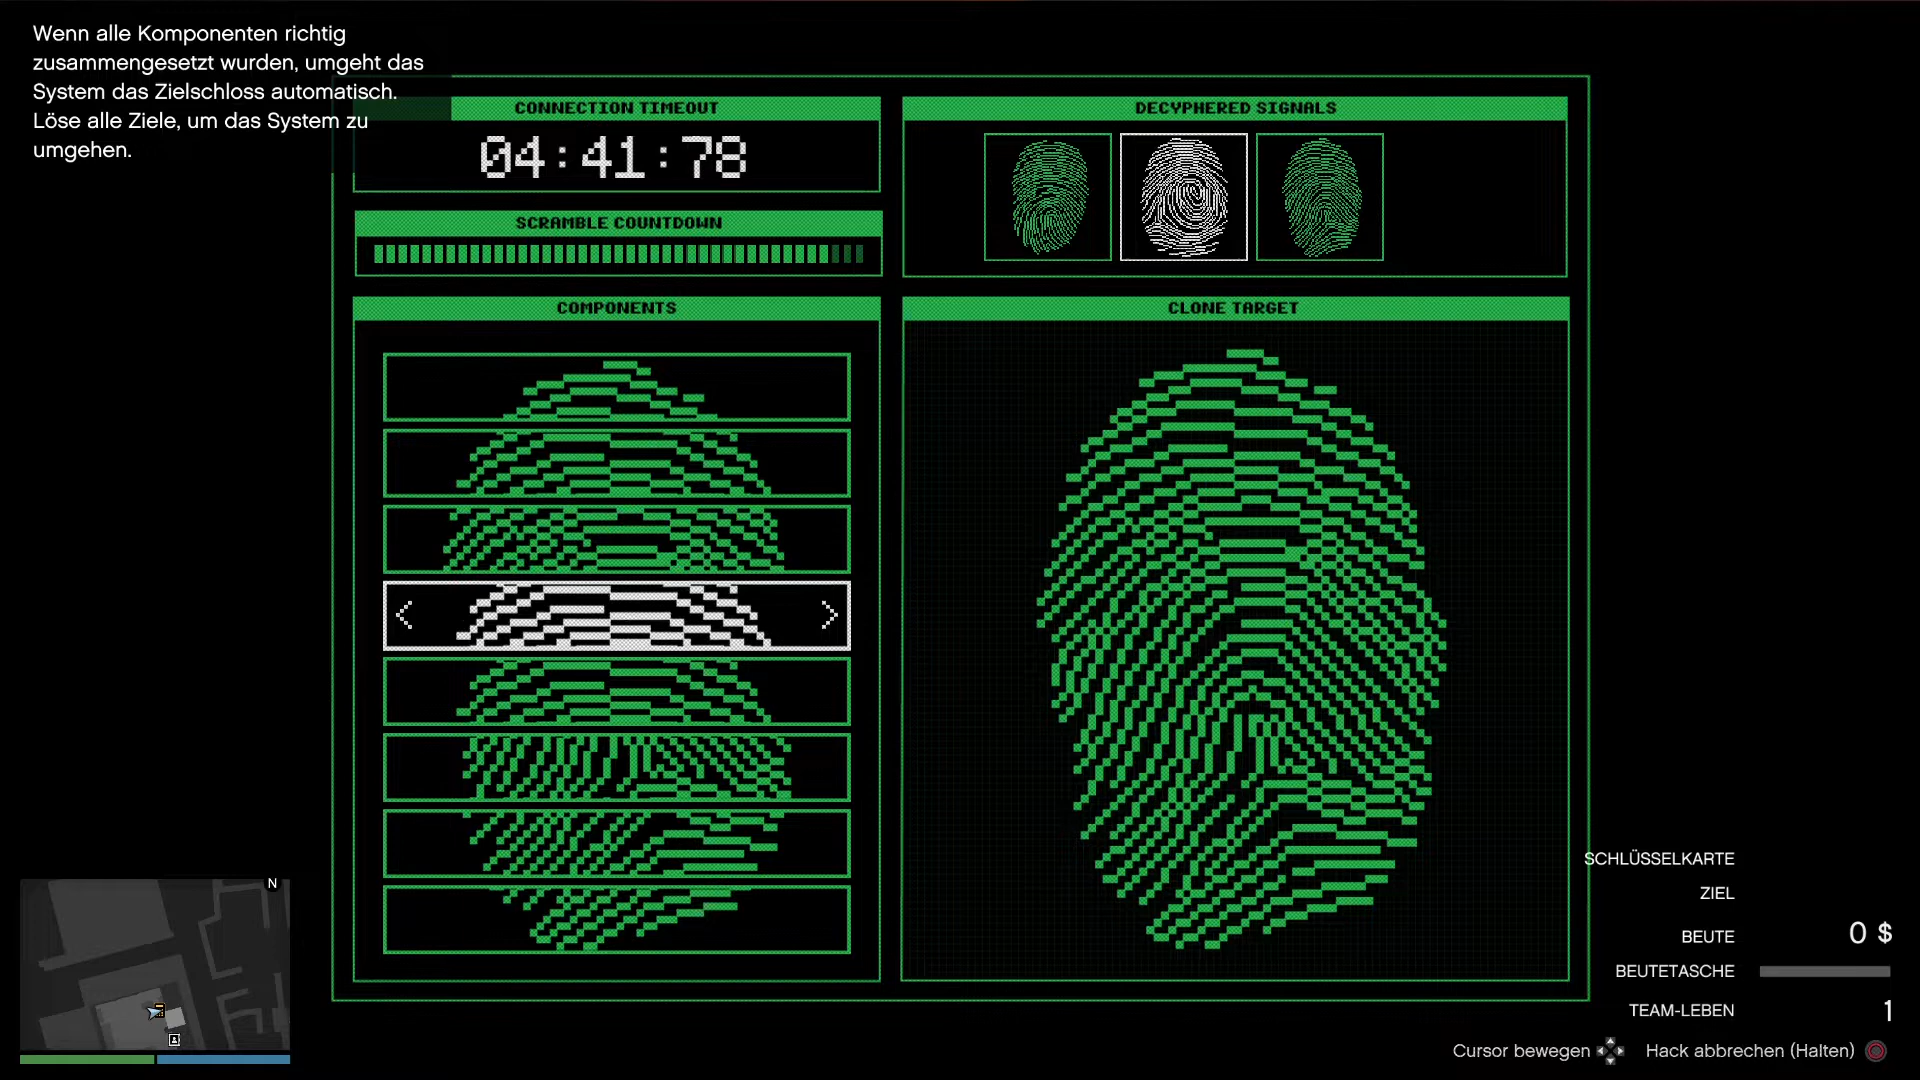 Wenn alle Komponenten richtig
zusammengesetzt wurden, umgeht das
System das Zielschloss automatisch.
Löse alle Ziele, um das System zu
umgehen.
CONNECTION TIMEOUT
04:41:78
DECYPHERED SIGNALS
SCRAMBLE COUNTDOWN
COMPONENTS
CLONE TARGET
SCHLÜSSELKARTE
ZIEL
BEUTE 0 $
BEUTETASCHE
TEAM-LEBEN 1
N
Cursor bewegen Hack abbrechen (Halten)